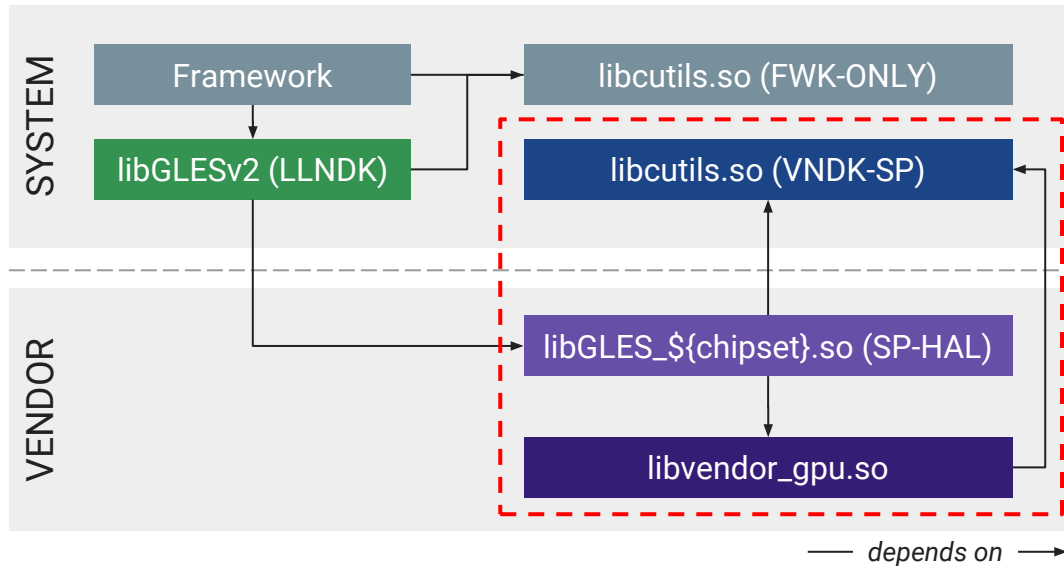 SYSTEM
Framework
libcutils.so (FWK-ONLY)
libGLESv2 (LLNDK)
libcutils.so (VNDK-SP)
VENDOR
libGLES_${chipset}.so (SP-HAL)
libvendor_gpu.so
depends on